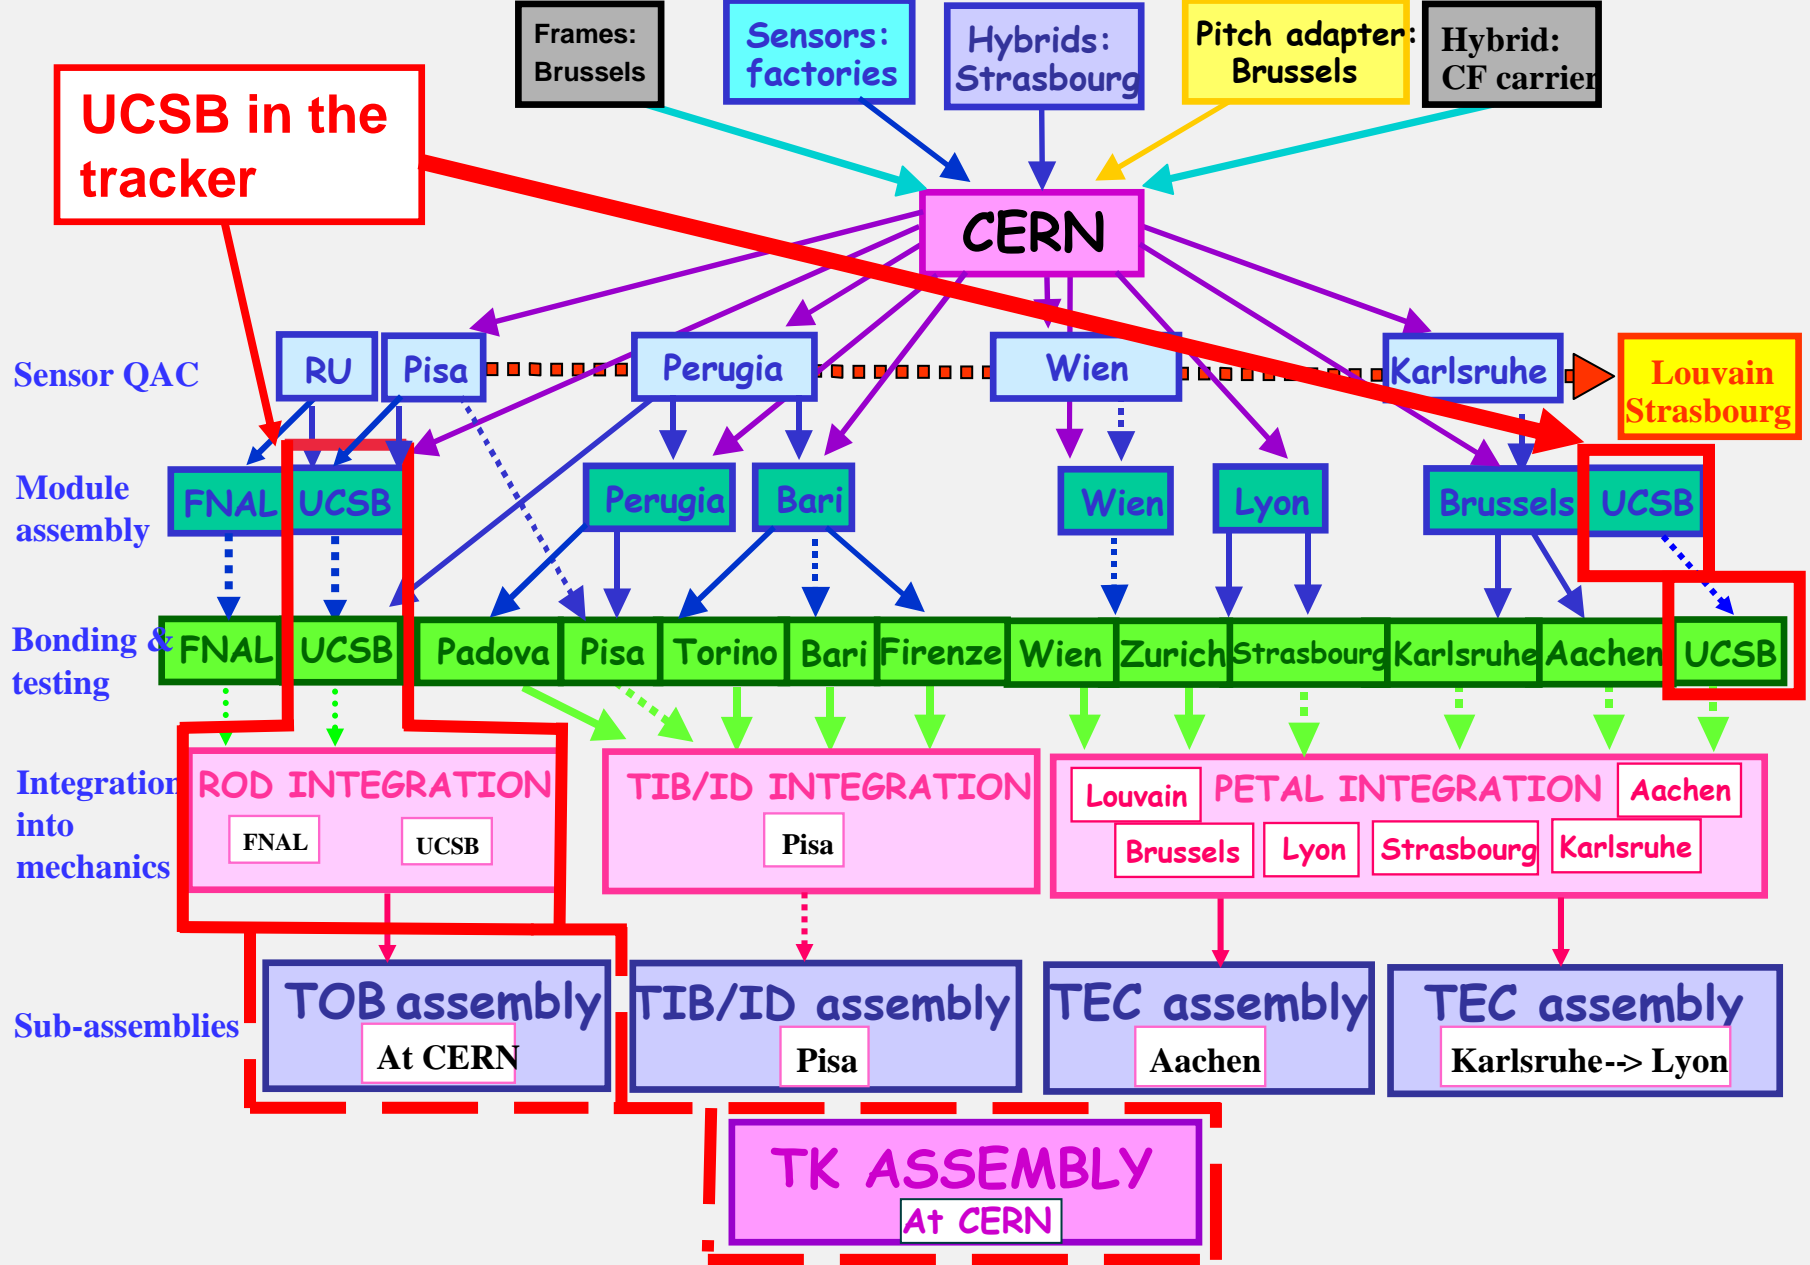 Frames:
Brussels
Sensors:
factories
Hybrids:
Strasbourg
Pitch adapter:
Brussels
Hybrid:
CF carrier
UCSB in the
tracker
CERN
Sensor QAC
RU
Pisa
Perugia
Wien
Karlsruhe
Louvain
Strasbourg
Module
assembly
FNAL
UCSB
Perugia
Bari
Wien
Lyon
Brussels
UCSB
Bonding &
testing
FNAL
UCSB
Padova
Pisa
Torino
Bari
Firenze
Wien
Zurich
Strasbourg
Karlsruhe
Aachen
UCSB
Integration
into
mechanics
ROD INTEGRATION
FNAL
UCSB
TIB/ID INTEGRATION
Pisa
PETAL INTEGRATION
Louvain
Aachen
Brussels
Lyon
Strasbourg
Karlsruhe
Sub-assemblies
TOB assembly
At CERN
TIB/ID assembly
Pisa
TEC assembly
Aachen
TEC assembly
Karlsruhe--> Lyon
TK ASSEMBLY
At CERN